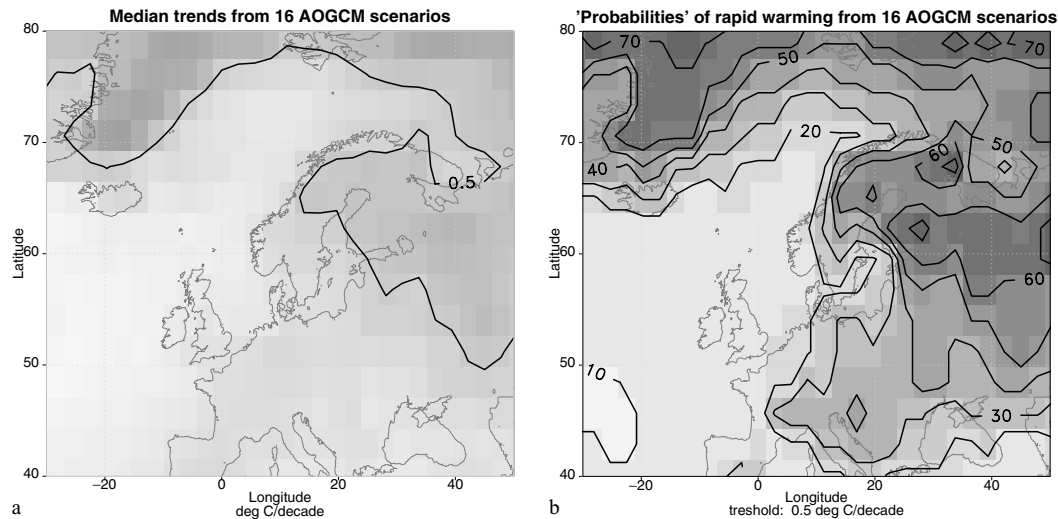 Median trends from 16 AOGCM scenarios
80
70
60
50
40
Latitude
0.5
−20
0
20
40
Longitude
deg C/decade
a
'Probabilities' of rapid warming from 16 AOGCM scenarios
80
70
60
50
40
Latitude
70
50
70
20
60
50
40
60
10
30
−20
0
20
40
Longitude
treshold: 0.5 deg C/decade
b